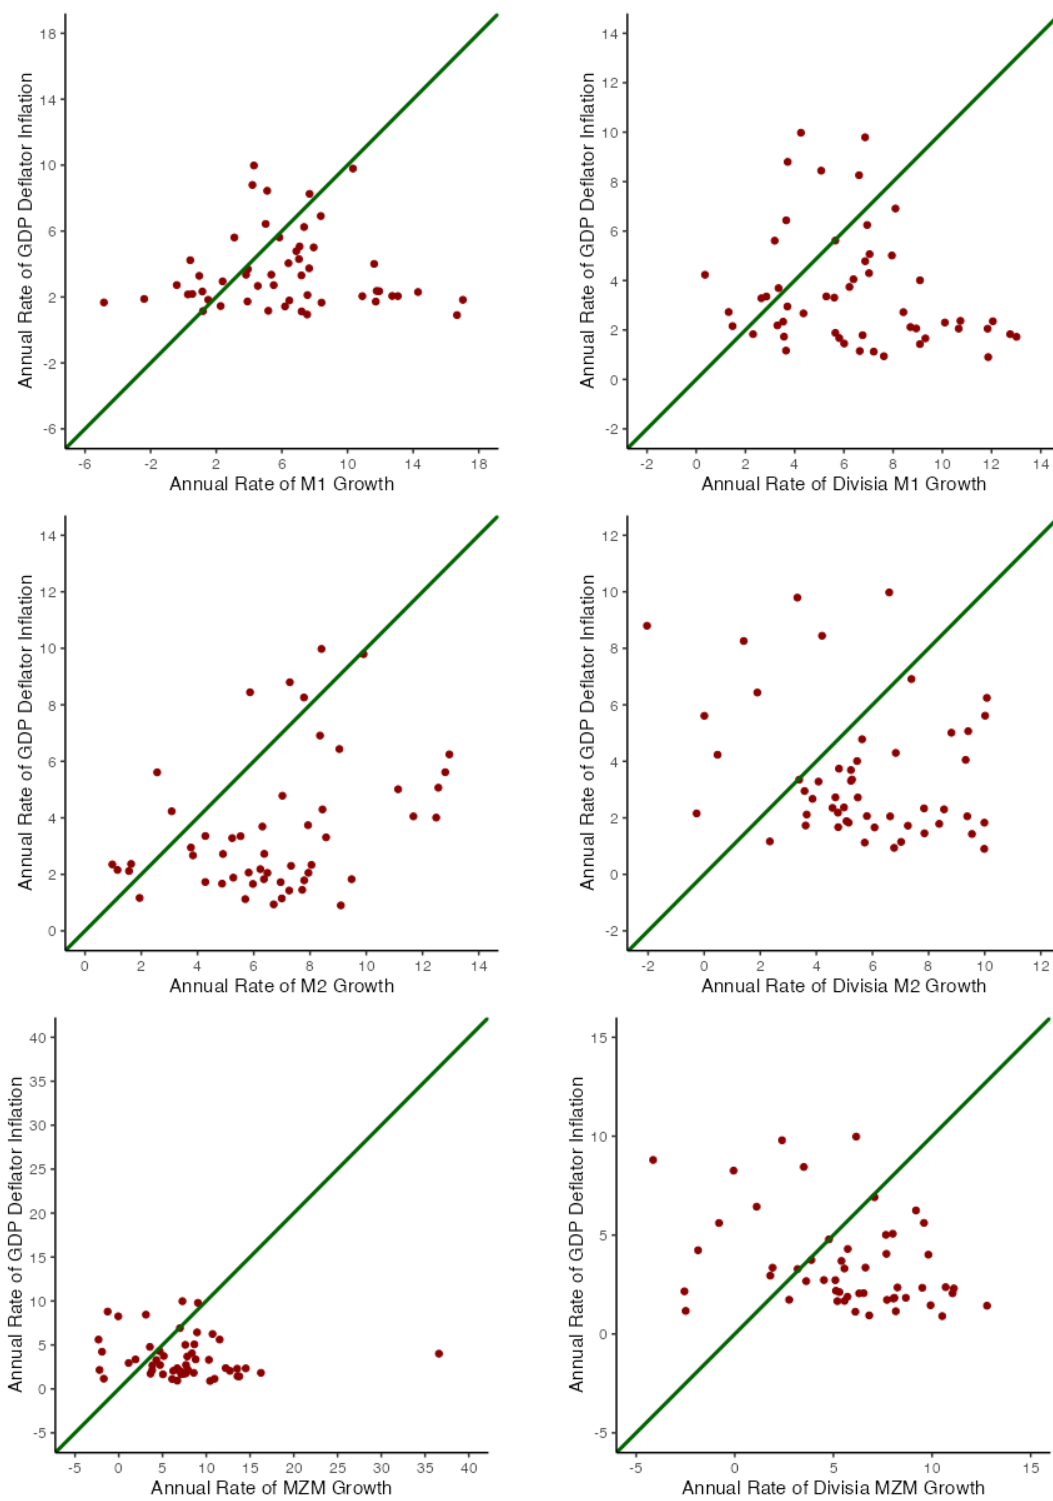 18
14
10
6
2
-2
-6
Annual Rate of GDP Deflator Inflation
-6 -2 2 6 10 14 18
Annual Rate of M1 Growth
14
12
10
8
6
4
2
0
-2
Annual Rate of GDP Deflator Inflation
-2 0 2 4 6 8 10 12 14
Annual Rate of Divisia M1 Growth
14
12
10
8
6
4
2
0
Annual Rate of GDP Deflator Inflation
0 2 4 6 8 10 12 14
Annual Rate of M2 Growth
12
10
8
6
4
2
0
-2
Annual Rate of GDP Deflator Inflation
-2 0 2 4 6 8 10 12
Annual Rate of Divisia M2 Growth
40
35
30
25
20
15
10
5
0
-5
Annual Rate of GDP Deflator Inflation
-5 0 5 10 15 20 25 30 35 40
Annual Rate of MZM Growth
15
10
5
0
-5
Annual Rate of GDP Deflator Inflation
-5 0 5 10 15
Annual Rate of Divisia MZM Growth